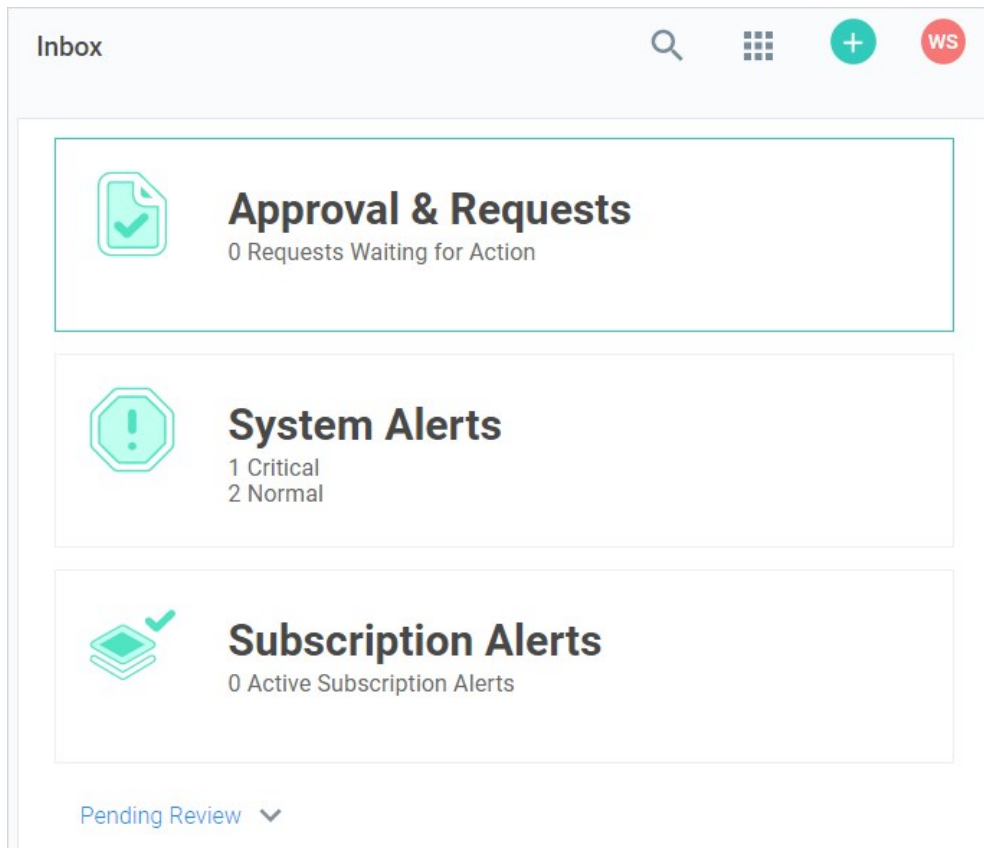 Inbox
+
WS
Approval & Requests
0 Requests Waiting for Action
System Alerts
1 Critical
2 Normal
Subscription Alerts
0 Active Subscription Alerts
Pending Review